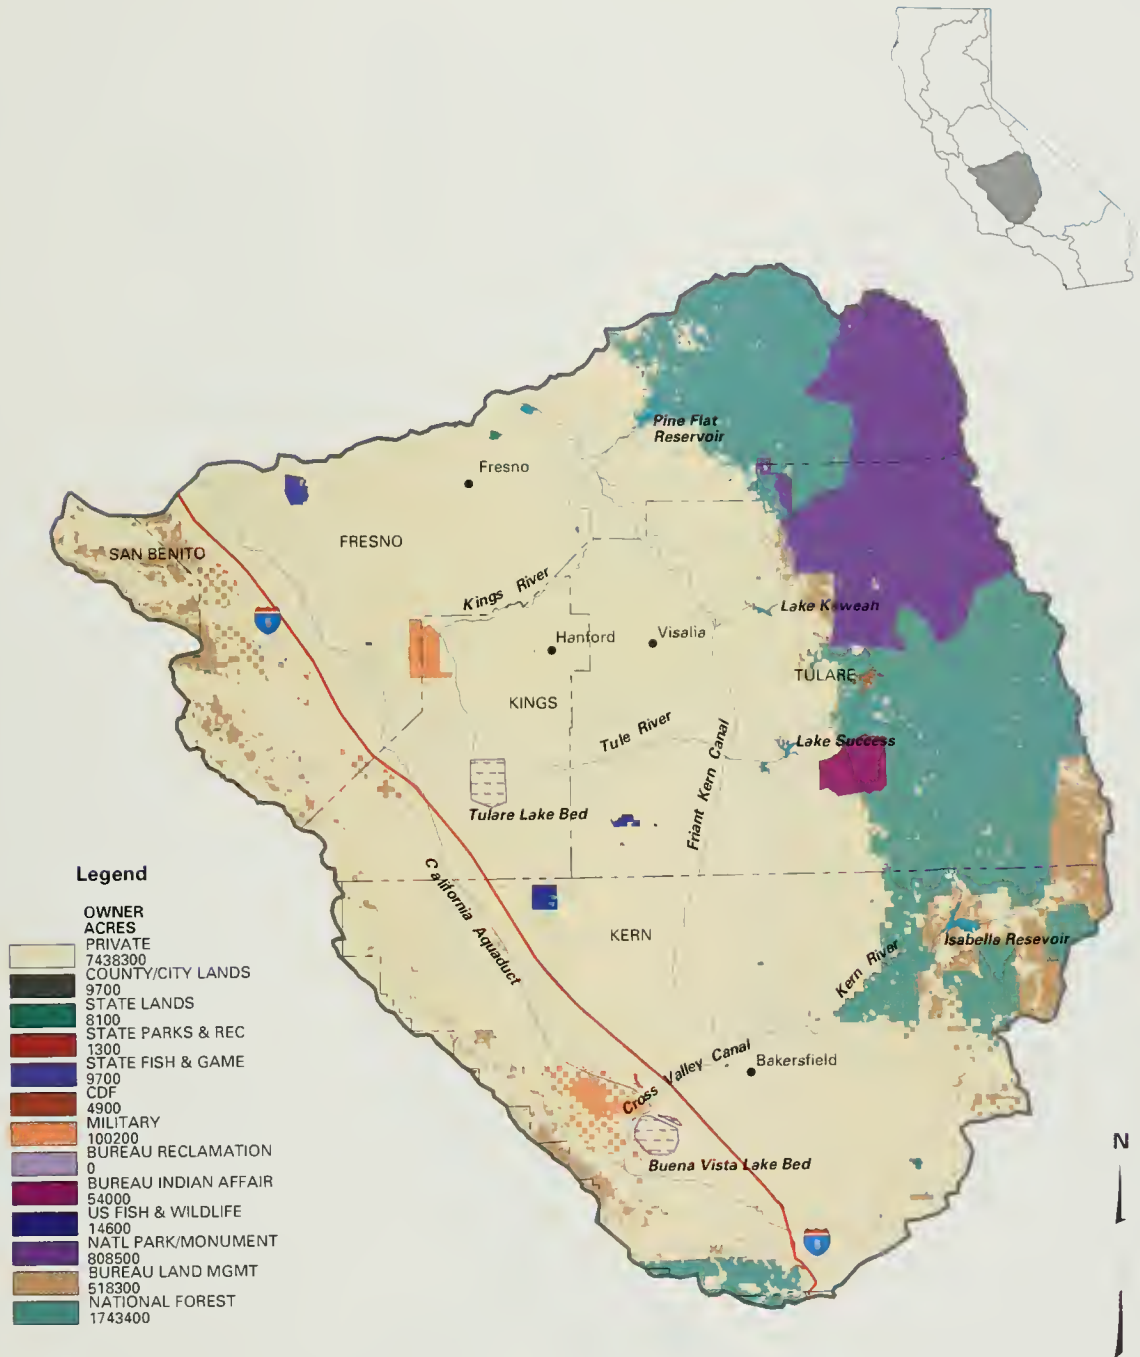 Pine Flat
Reservoir
Fresno
FRESNO
SAN BENITO
5
Kings River
Lake Kaweah
Hanford
Visalia
TULARE
KINGS
Tule River
Lake Success
Friant Kern Canal
Tulare Lake Bed
California Aquaduct
KERN
Isabella Resevoir
Kern River
Cross Valley Canal
Bakersfield
Buena Vista Lake Bed
5
N
Legend
OWNER
ACRES
PRIVATE
7438300
COUNTY/CITY LANDS
9700
STATE LANDS
8100
STATE PARKS & REC
1300
STATE FISH & GAME
9700
CDF
4900
MILITARY
100200
BUREAU RECLAMATION
0
BUREAU INDIAN AFFAIR
54000
US FISH & WILDLIFE
14600
NATL PARK/MONUMENT
808500
BUREAU LAND MGMT
518300
NATIONAL FOREST
1743400